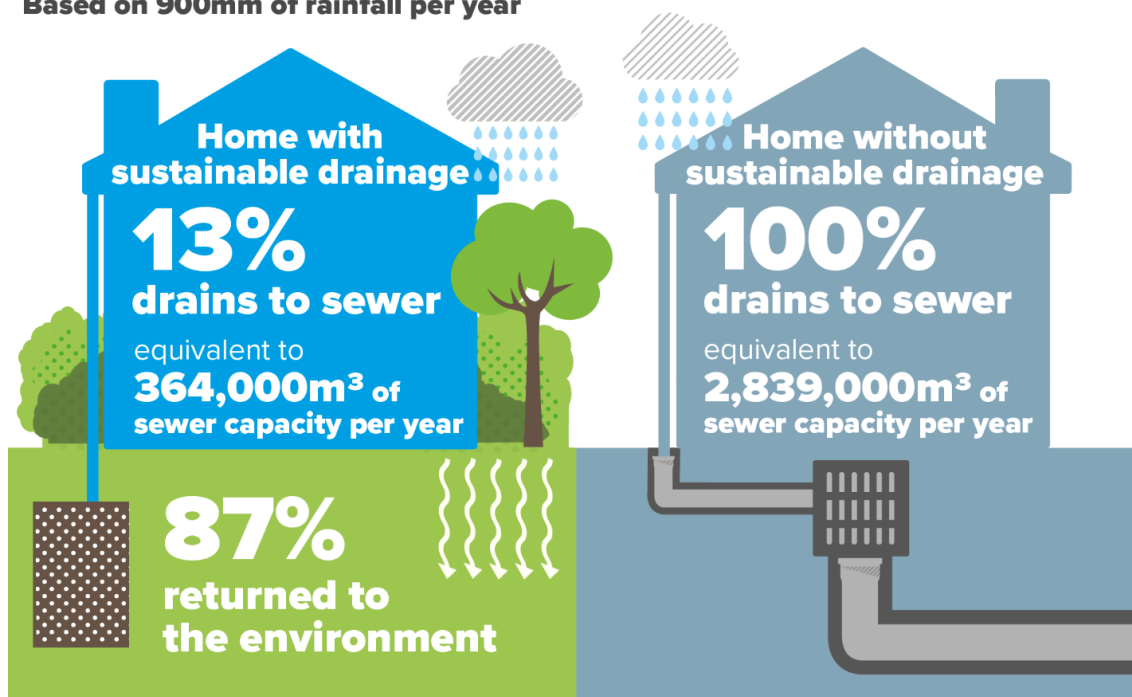 Based on 900mm of rainfall per year
Home with
sustainable drainage
13%
drains to sewer
equivalent to
364,000m³ of
sewer capacity per year
87%
returned to
the environment
Home without
sustainable drainage
100%
drains to sewer
equivalent to
2,839,000m³ of
sewer capacity per year